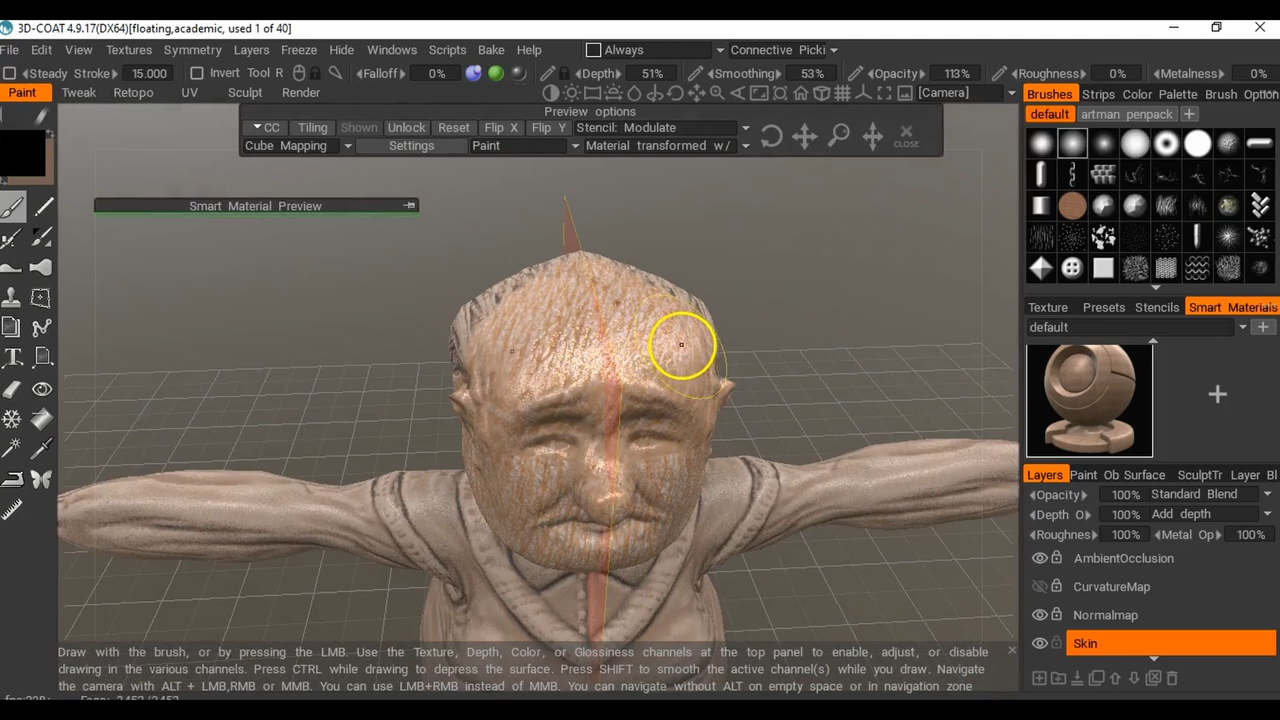 3D-COAT 4.9.17(DX64)[floating,academic, used 1 of 40]
File Edit View Textures Symmetry Layers Freeze Hide Windows Scripts Bake Help Always Connective Picki
Steady Stroke 15.000 Invert Tool R Falloff 0% Depth 51% Smoothing 53% Opacity 113% Roughness 0% Metalness 0%
Paint Tweak Retopo UV Sculpt Render [Camera] Brushes Strips Color Palette Brush Option
Preview options
default artman penpack
CC Tiling Shown Unlock Reset Flip X Flip Y Stencil: Modulate
Cube Mapping Settings Paint Material transformed w/ CLOSE
Smart Material Preview
Texture Presets Stencils Smart Materials
default
Layers Paint Ob Surface SculptTr Layer Bl
Opacity 100% Standard Blend
Depth O 100% Add depth
Roughnes 100% Metal Op 100%
AmbientOcclusion
CurvatureMap
Normalmap
Skin
Draw with the brush, or by pressing the LMB. Use the Texture, Depth, Color, or Glossiness channels at the top panel to enable, adjust, or disable
drawing in the various channels. Press CTRL while drawing to depress the surface. Press SHIFT to smooth the active channel(s) while you draw. Navigate
the camera with ALT + LMB,RMB or MMB. You can use LMB+RMB instead of MMB. You can navigate without ALT on empty space or in navigation zone